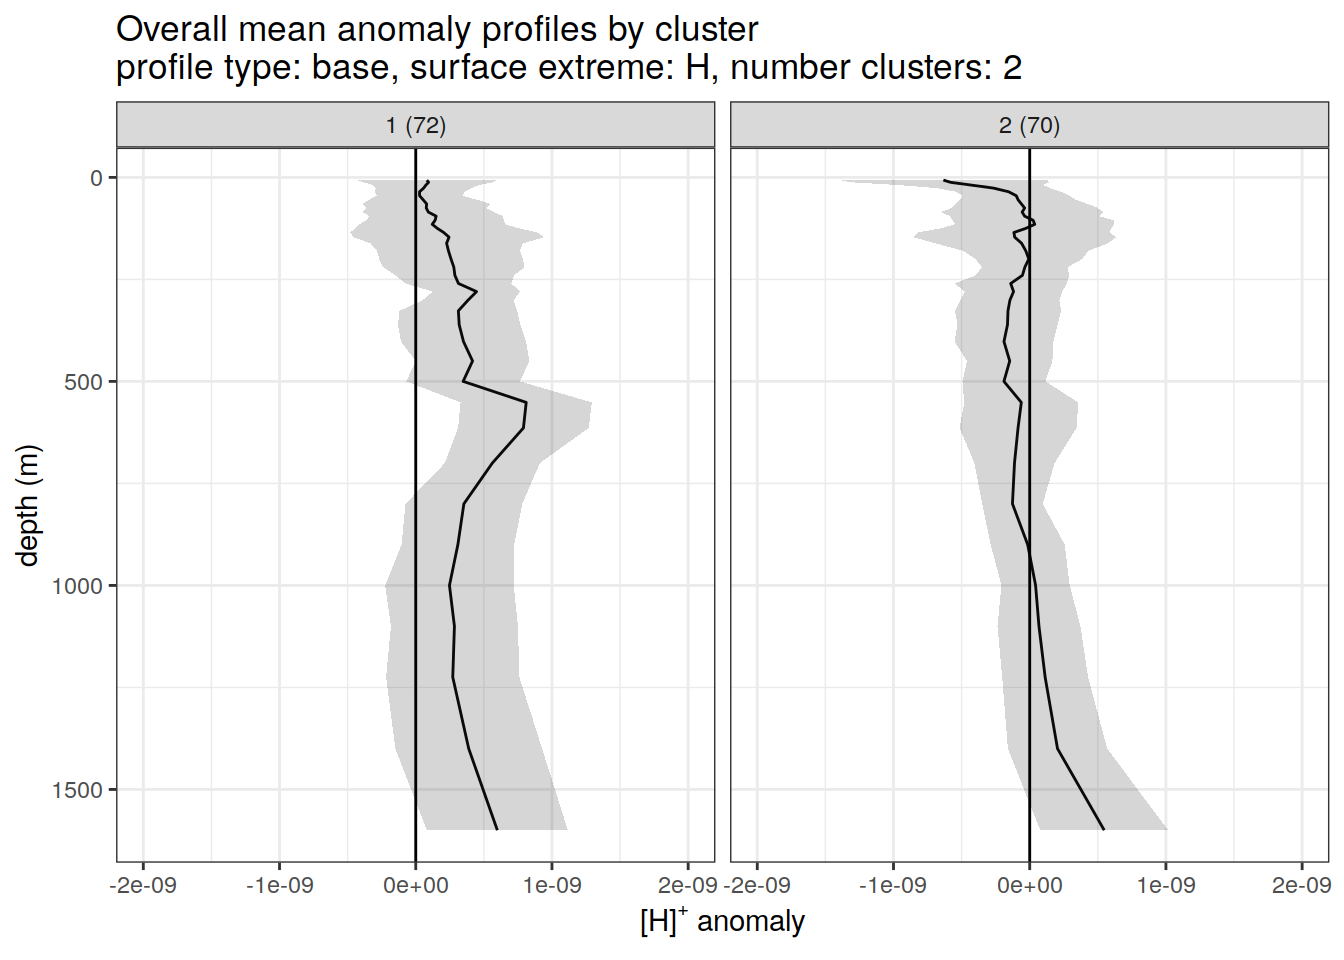 Overall mean anomaly profiles by cluster
profile type: base, surface extreme: H, number clusters: 2
1 (72)
2 (70)
0
500
1000
1500
depth (m)
-2e-09 -1e-09 0e+00 1e-09 2e-09
-2e-09 -1e-09 0e+00 1e-09 2e-09
[H]⁺ anomaly